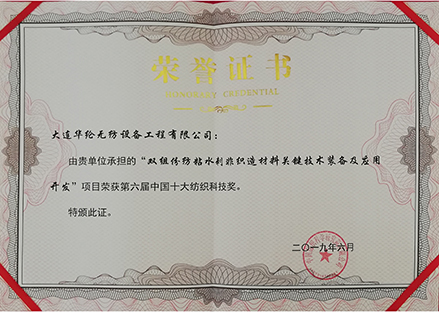 荣誉证书
HONORARY CREDENTIAL
大连华纶无纺设备工程有限公司：
由贵单位承担的“双组份纺粘水刺非织造材料关键技术装备及应用
开发”项目荣获第六届中国十大纺织科技奖。
特颁此证。
二〇一九年六月